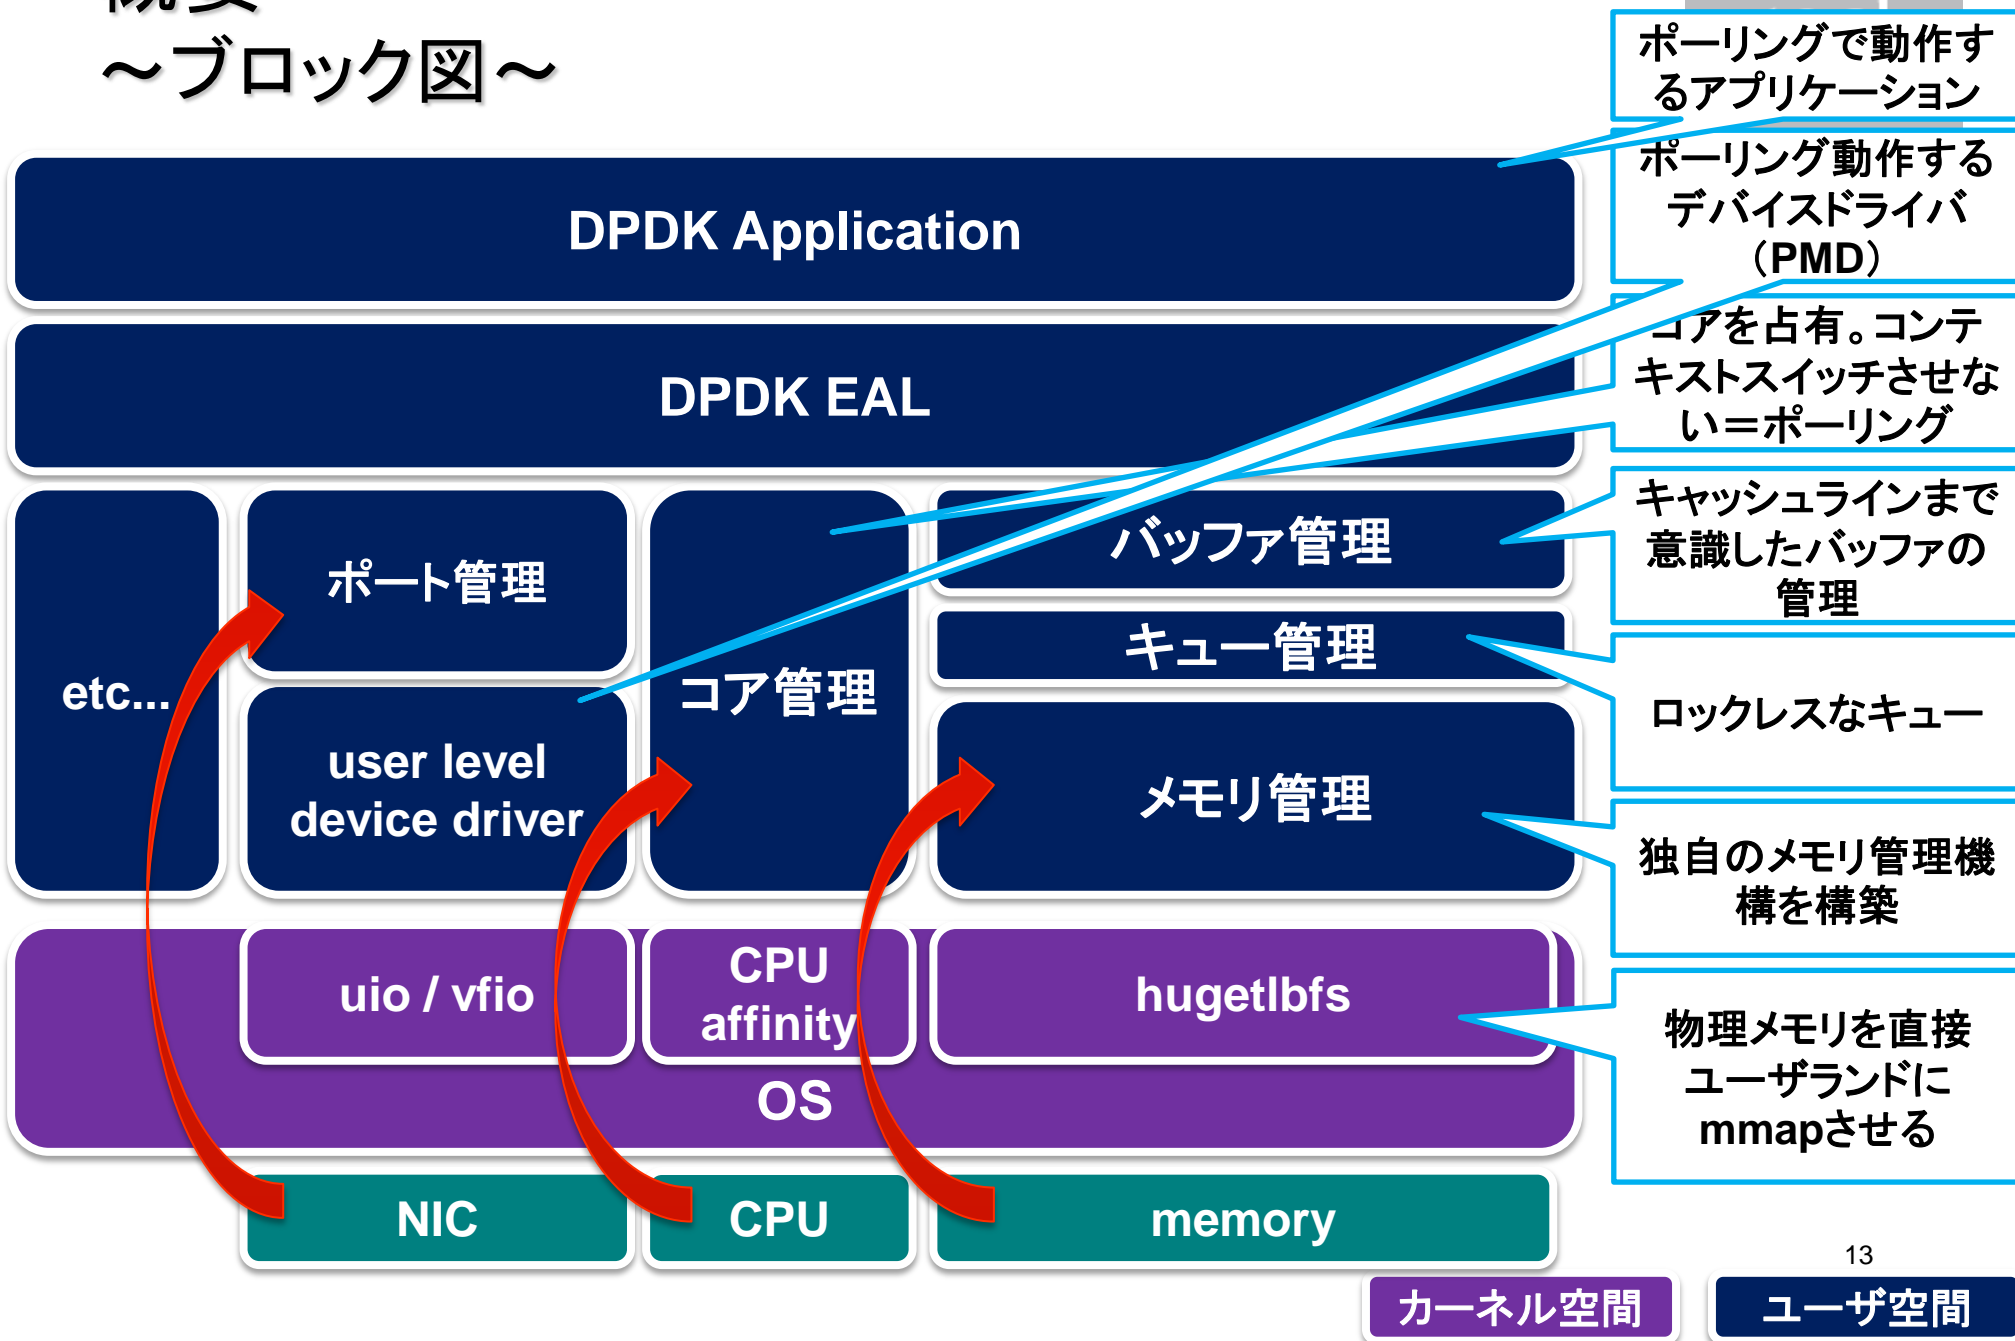 概要
～ブロック図～
ポーリングで動作す
るアプリケーション
ポーリング動作する
デバイスドライバ
（PMD）
コアを占有。コンテ
キストスイッチさせな
い＝ポーリング
キャッシュラインまで
意識したバッファの
管理
ロックレスなキュー
独自のメモリ管理機
構を構築
物理メモリを直接
ユーザランドに
mmapさせる
DPDK Application
DPDK EAL
etc...
ポート管理
user level
device driver
コア管理
バッファ管理
キュー管理
メモリ管理
uio / vfio
CPU
affinity
hugetlbfs
OS
NIC
CPU
memory
13
カーネル空間
ユーザ空間